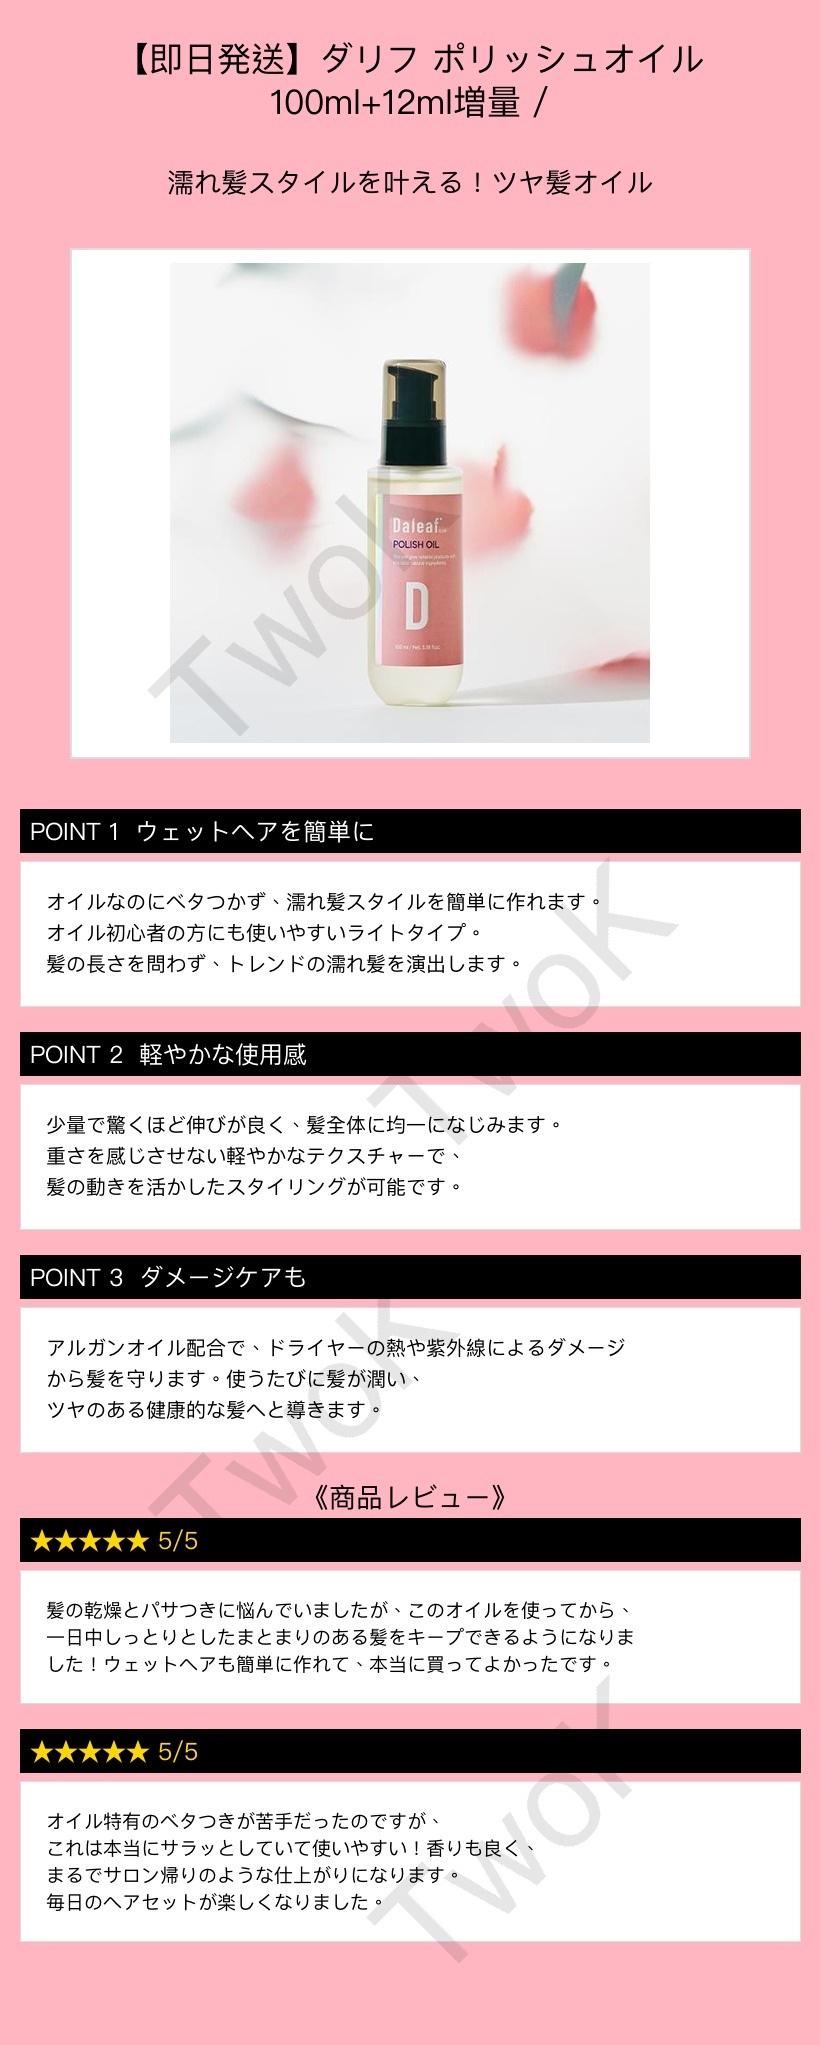 【即日発送】ダリフ ポリッシュオイル
100ml+12ml増量 /
濡れ髪スタイルを叶える！ツヤ髪オイル
Daleaf
POLISH OIL
D
TwoK
POINT 1 ウェットヘアを簡単に
オイルなのにベタつかず、濡れ髪スタイルを簡単に作れます。
オイル初心者の方にも使いやすいライトタイプ。
髪の長さを問わず、トレンドの濡れ髪を演出します。
TwoK
POINT 2 軽やかな使用感
少量で驚くほど伸びが良く、髪全体に均一になじみます。
重さを感じさせない軽やかなテクスチャーで、
髪の動きを活かしたスタイリングが可能です。
POINT 3 ダメージケアも
アルガンオイル配合で、ドライヤーの熱や紫外線によるダメージ
から髪を守ります。使うたびに髪が潤い、
ツヤのある健康的な髪へと導きます。
TwoK
《商品レビュー》
★★★★★ 5/5
髪の乾燥とパサつきに悩んでいましたが、このオイルを使ってから、
一日中しっとりとしたまとまりのある髪をキープできるようになりま
した！ウェットヘアも簡単に作れて、本当に買ってよかったです。
★★★★★ 5/5
オイル特有のベタつきが苦手だったのですが、
これは本当にサラッとしていて使いやすい！香りも良く、
まるでサロン帰りのような仕上がりになります。
毎日のヘアセットが楽しくなりました。
TwoK